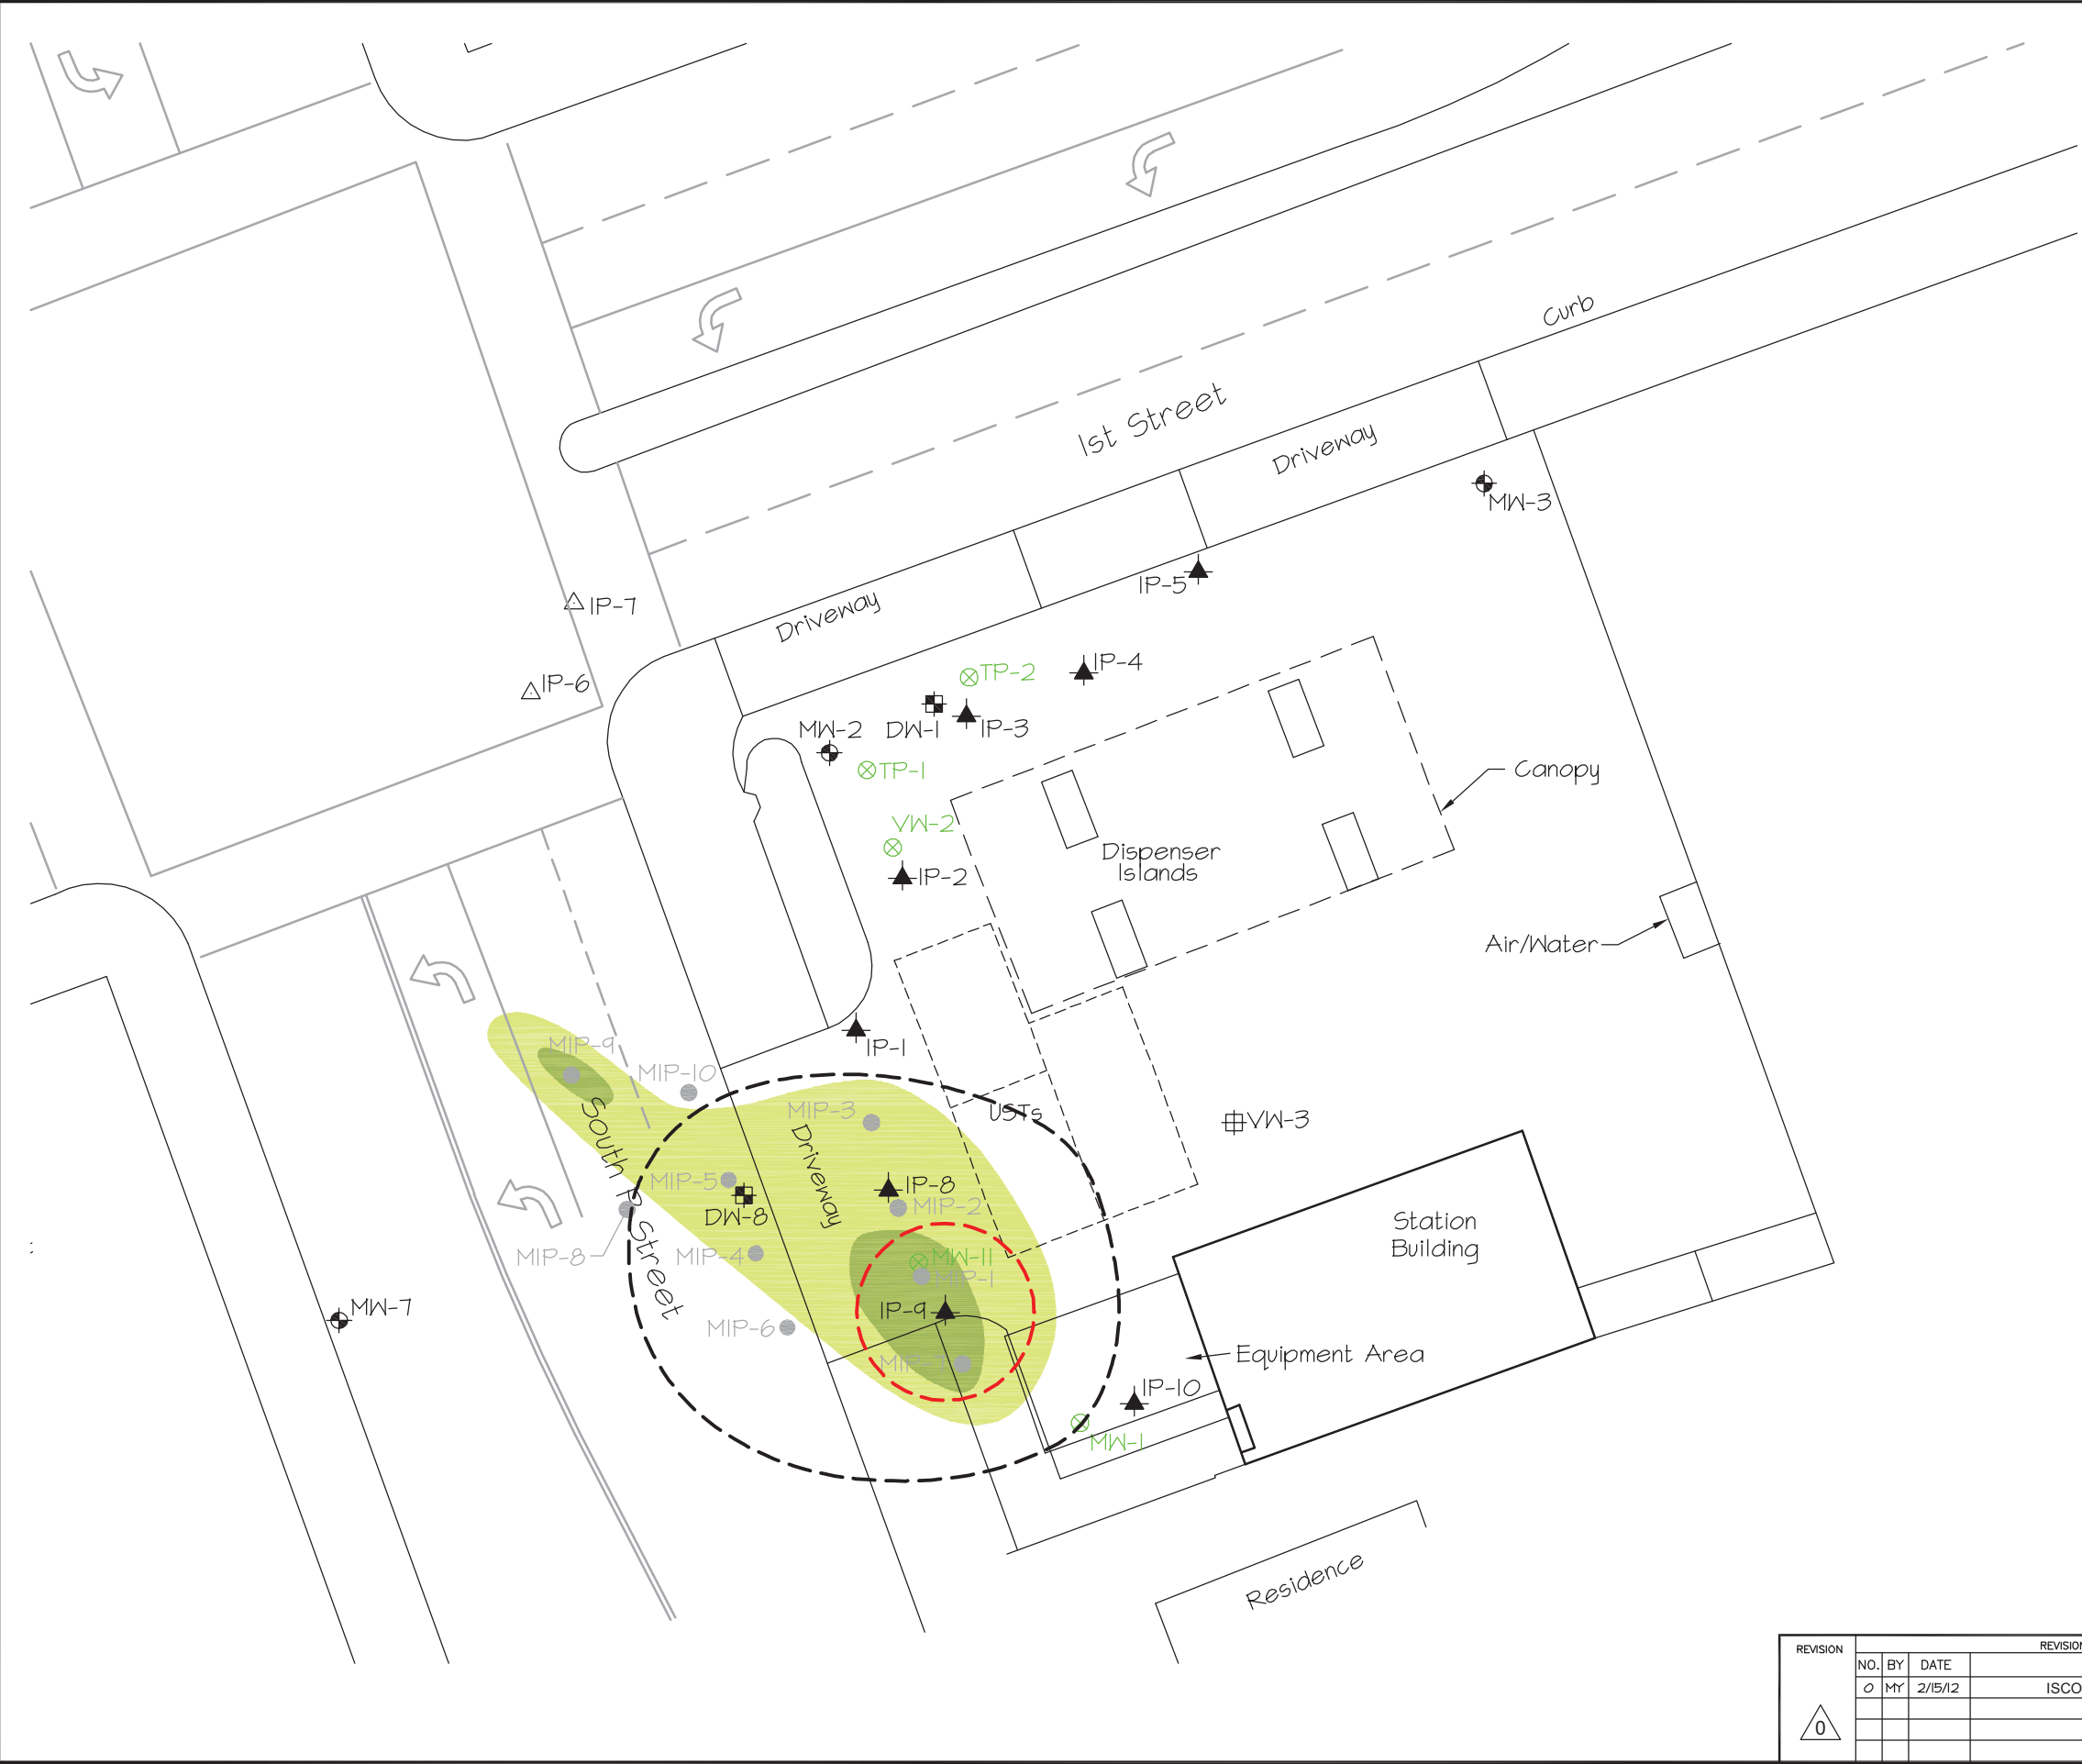 Curb
1st Street
Driveway
MW-3
IP-5
IP-7
Driveway
IP-4
TP-2
IP-6
MW-2
DW-1
IP-3
TP-1
Canopy
VW-2
Dispenser
Islands
IP-2
Air/Water
IP-1
MIP-9
MIP-10
MIP-3
USTs
VW-3
South P Street
Driveway
MIP-5
IP-8
MIP-2
DW-8
Station
Building
MIP-8
MIP-4
MW-11
MIP-1
MW-7
IP-9
MIP-6
Equipment Area
MIP-7
IP-10
MW-1
Residence
REVISION
REVISION
NO. BY DATE
0 MY 2/15/12 ISCO
0